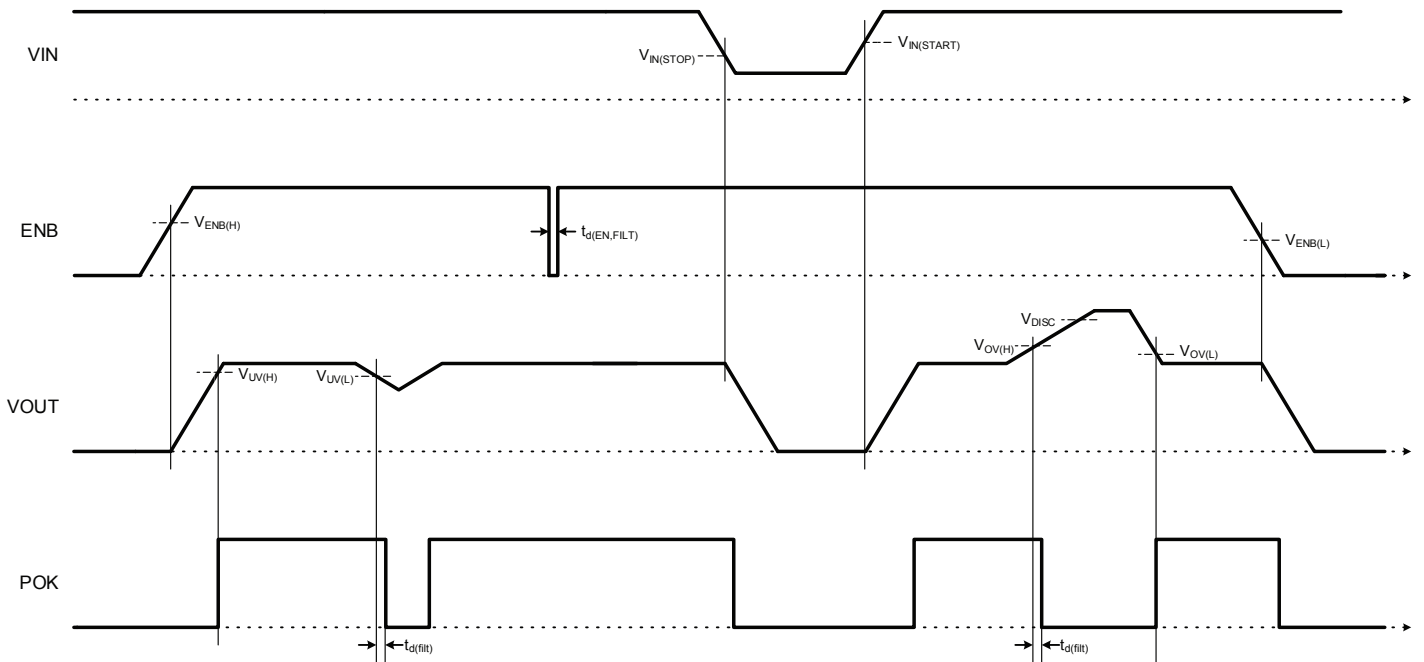 VIN
V_IN(STOP)
V_IN(START)
ENB
V_ENB(H)
t_d(EN,FILT)
V_ENB(L)
VOUT
V_UV(H)
V_UV(L)
V_DISC
V_OV(H)
V_OV(L)
POK
t_d(filt)
t_d(filt)